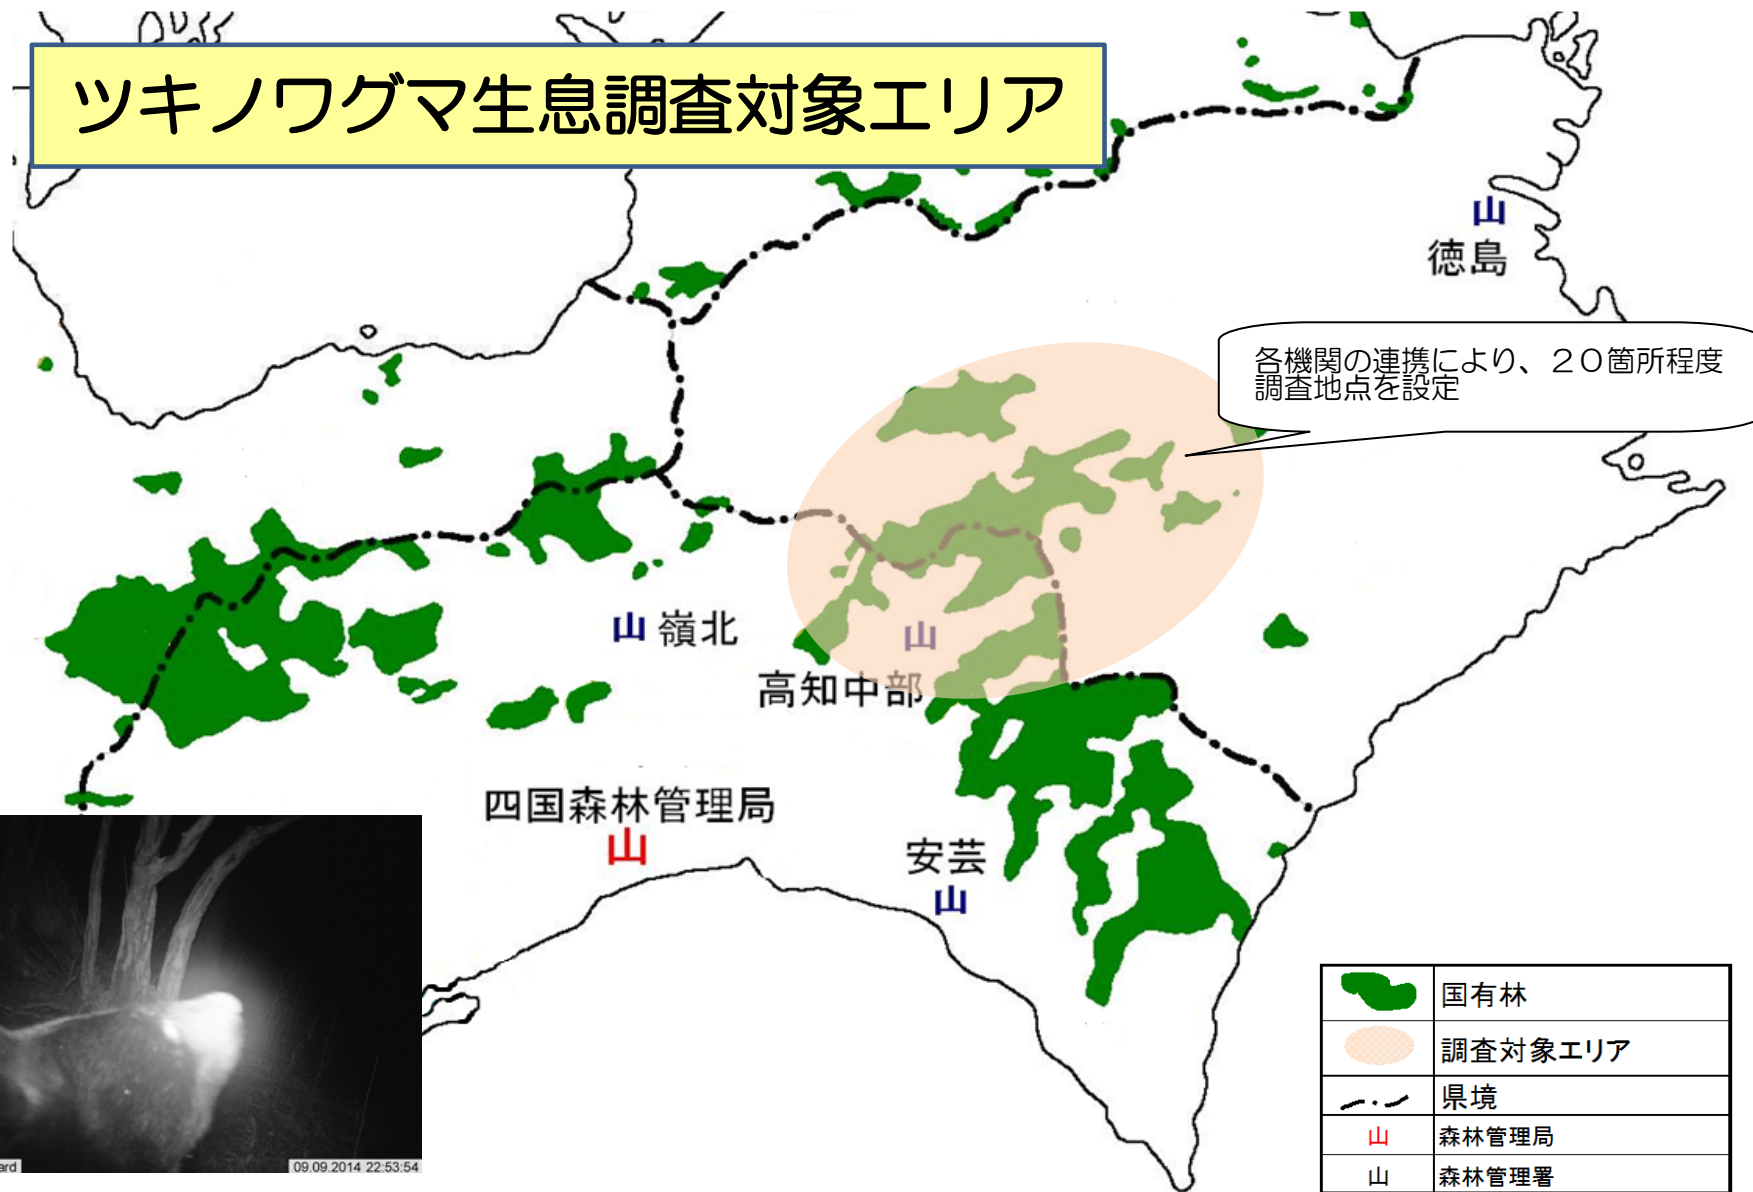 ツキノワグマ生息調査対象エリア
山
徳島
各機関の連携により、２０箇所程度
調査地点を設定
山 嶺北
山
高知中部
四国森林管理局
山
安芸
山
国有林
調査対象エリア
県境
山 森林管理局
山 森林管理署
ard
09.09.2014 22:53:54